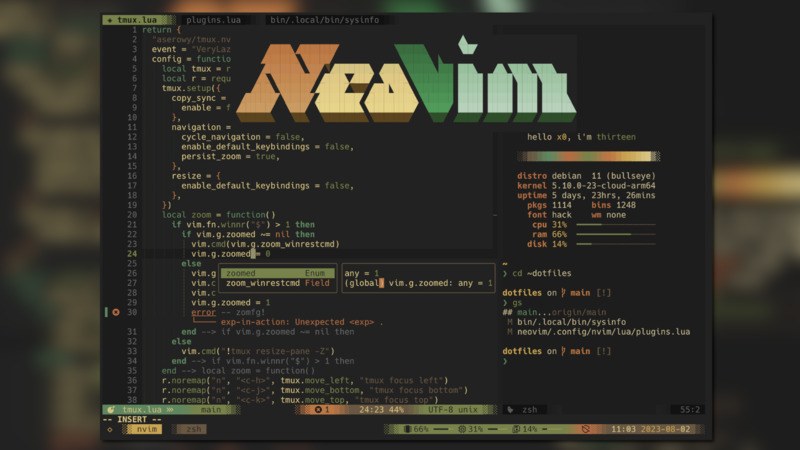 tmux.lua plugins.lua bin/.local/bin/sysinfo
NeoVim
1 return {
2 "aserowy/tmux.nv
3 event = "VeryLaz
4 config = functio
5 local tmux = r
6 local r = requ
7 tmux.setup({
8 copy_sync =
9 enable = f
10 },
11 navigation =
12 cycle_navigation = false,
13 enable_default_keybindings = false,
14 persist_zoom = true,
15 },
16 resize = {
17 enable_default_keybindings = false,
18 },
19 })
20 local zoom = function()
21 if vim.fn.winnr("$") > 1 then
22 if vim.g.zoomed ~= nil then
23 vim.cmd(vim.g.zoom_winrestcmd)
24 vim.g.zoomed = 0
25 else
26 vim.g
27 vim.c
28 vim.c
29 vim.g.zoomed = 1
30 error -- zomfg!
exp-in-action: Unexpected <exp> .
31 end --> if vim.g.zoomed ~= nil then
32 else
33 vim.cmd("!tmux resize-pane -Z")
34 end --> if vim.fn.winnr("$") > 1 then
35 end --> local zoom = function()
36 r.noremap("n", "<c-h>", tmux.move_left, "tmux focus left")
37 r.noremap("n", "<c-j>", tmux.move_bottom, "tmux focus bottom")
38 r.noremap("n", "<c-k>", tmux.move_top, "tmux focus top")
zoomed Enum
zoom_winrestcmd Field
any = 1
(global) vim.g.zoomed: any = 1
tmux.lua main 1 24:23 44% UTF-8 unix
-- INSERT --
hello x0, i'm thirteen
distro debian 11 (bullseye)
kernel 5.10.0-23-cloud-arm64
uptime 5 days, 23hrs, 26mins
pkgs 1114 bins 1248
font hack wm none
cpu 31%
ram 66%
disk 14%
~
❯ cd ~dotfiles
dotfiles on main [!]
❯ gs
## main...origin/main
M bin/.local/bin/sysinfo
M neovim/.config/nvim/lua/plugins.lua
dotfiles on main [!]
❯
zsh 55:2
nvim zsh 66% 31% 14% 11:03 2023-08-02